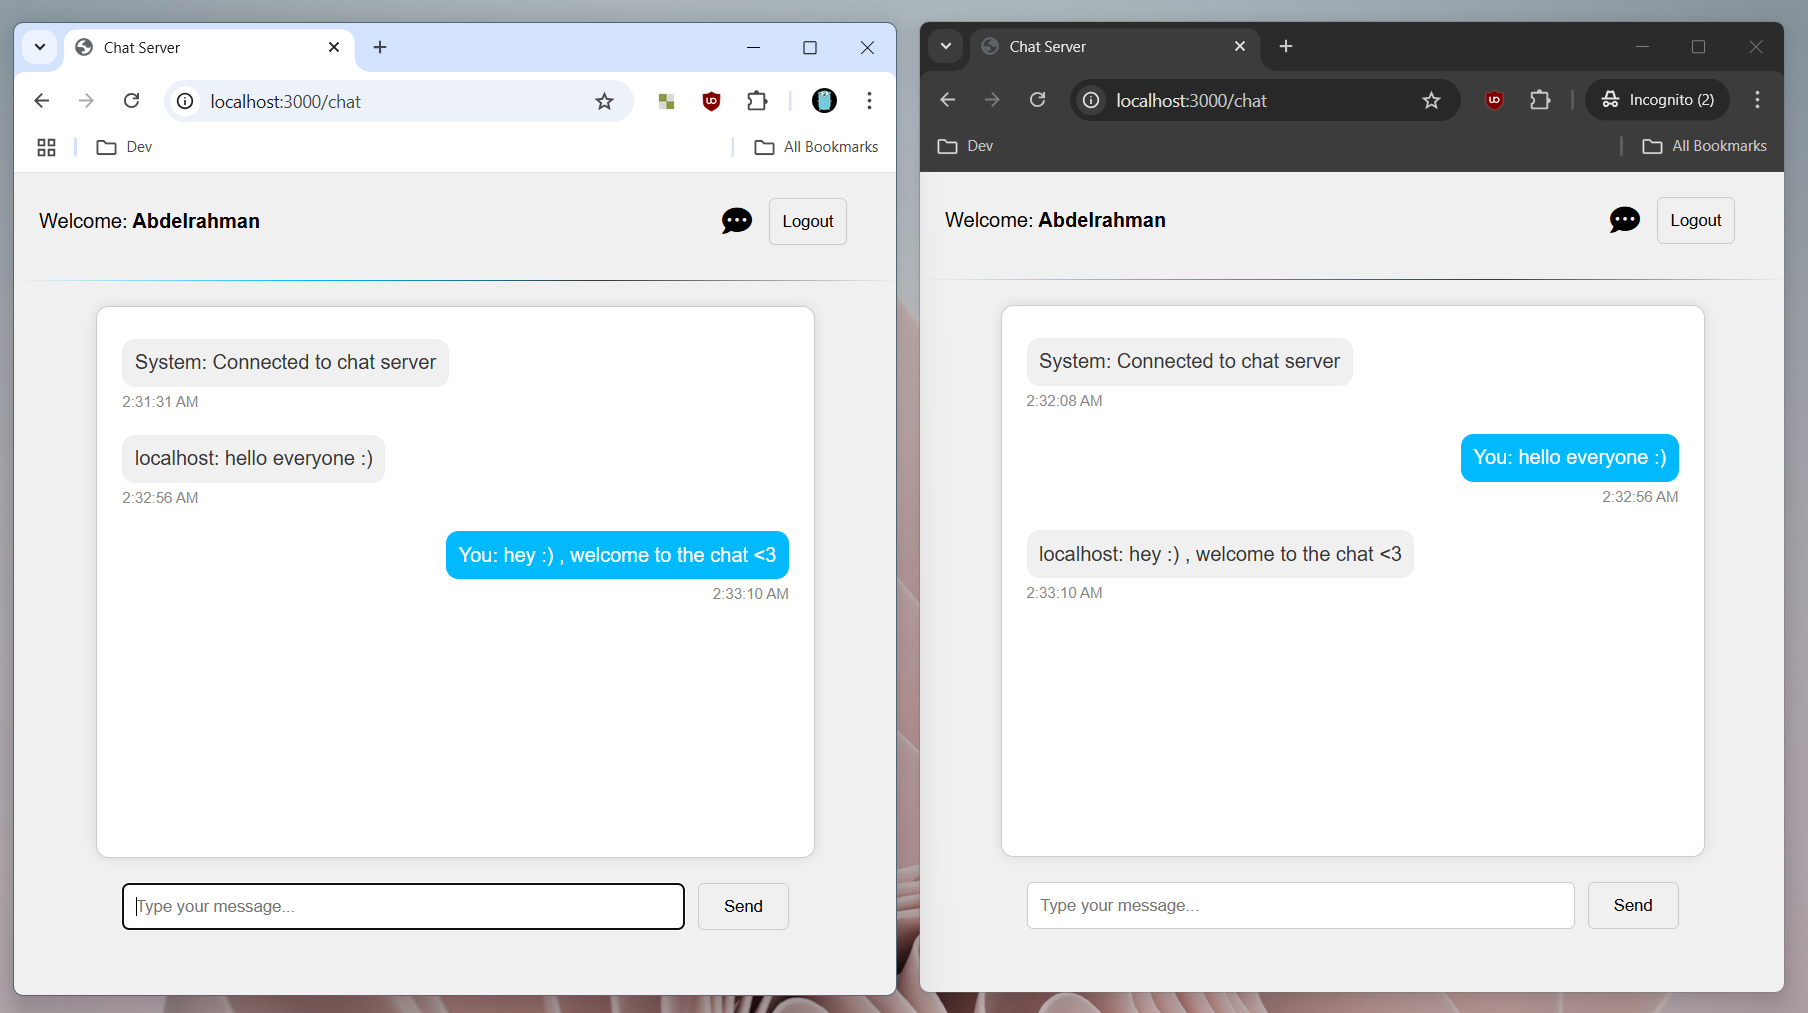 Chat Server
localhost:3000/chat
Dev
All Bookmarks
Welcome: Abdelrahman
Logout
System: Connected to chat server
2:31:31 AM
localhost: hello everyone :)
2:32:56 AM
You: hey :) , welcome to the chat <3
2:33:10 AM
Type your message...
Send
Chat Server
localhost:3000/chat
Incognito (2)
Dev
All Bookmarks
Welcome: Abdelrahman
Logout
System: Connected to chat server
2:32:08 AM
You: hello everyone :)
2:32:56 AM
localhost: hey :) , welcome to the chat <3
2:33:10 AM
Type your message...
Send